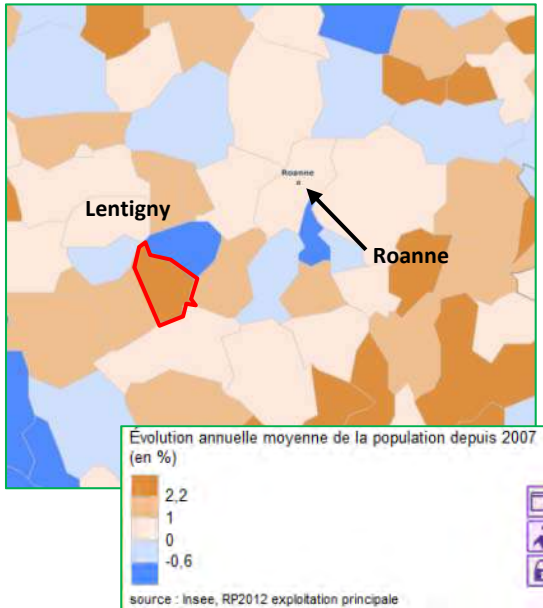 Roanne
Lentigny
Roanne
Évolution annuelle moyenne de la population depuis 2007
(en %)
2,2
1
0
-0,6
source : Insee, RP2012 exploitation principale